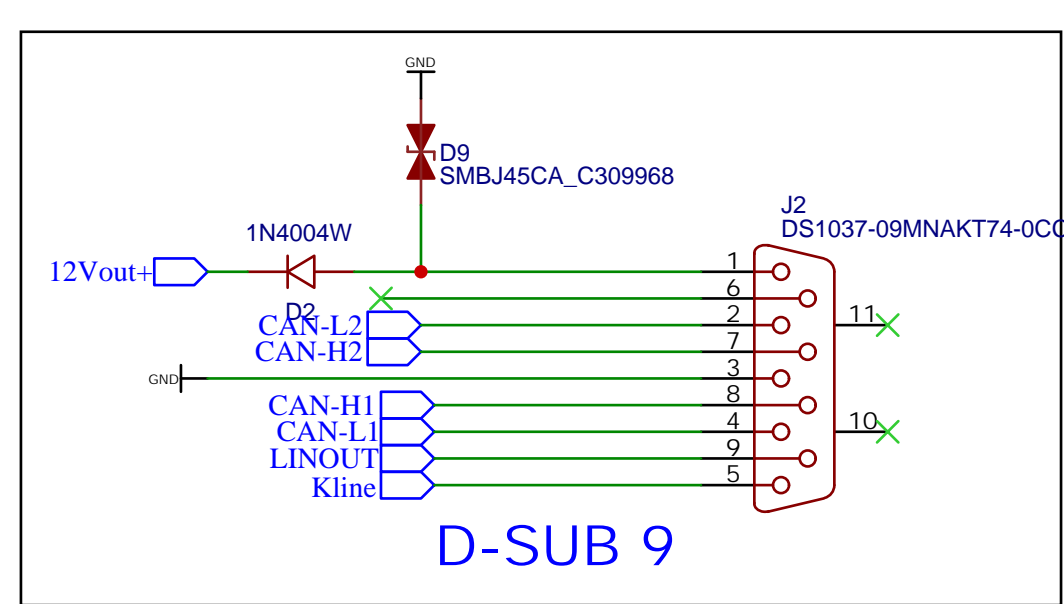 GND
D9
SMBJ45CA_C309968
J2
DS1037-09MNAKT74-0CC
1N4004W
12Vout+
D2
1
6
CAN-L2
2
11
CAN-H2
7
GND
3
CAN-H1
8
CAN-L1
4
10
LINOUT
9
Kline
5
D-SUB 9